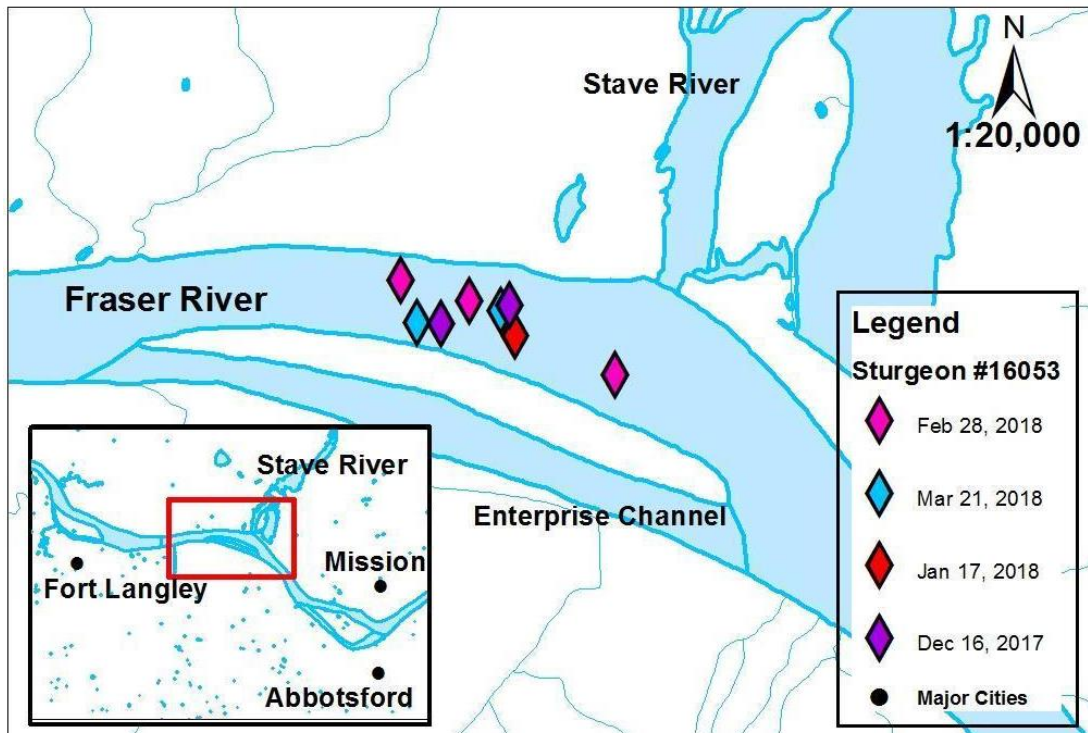 N
1:20,000
Stave River
Fraser River
Enterprise Channel
Legend
Sturgeon #16053
Feb 28, 2018
Mar 21, 2018
Jan 17, 2018
Dec 16, 2017
Major Cities
Stave River
Mission
Fort Langley
Abbotsford